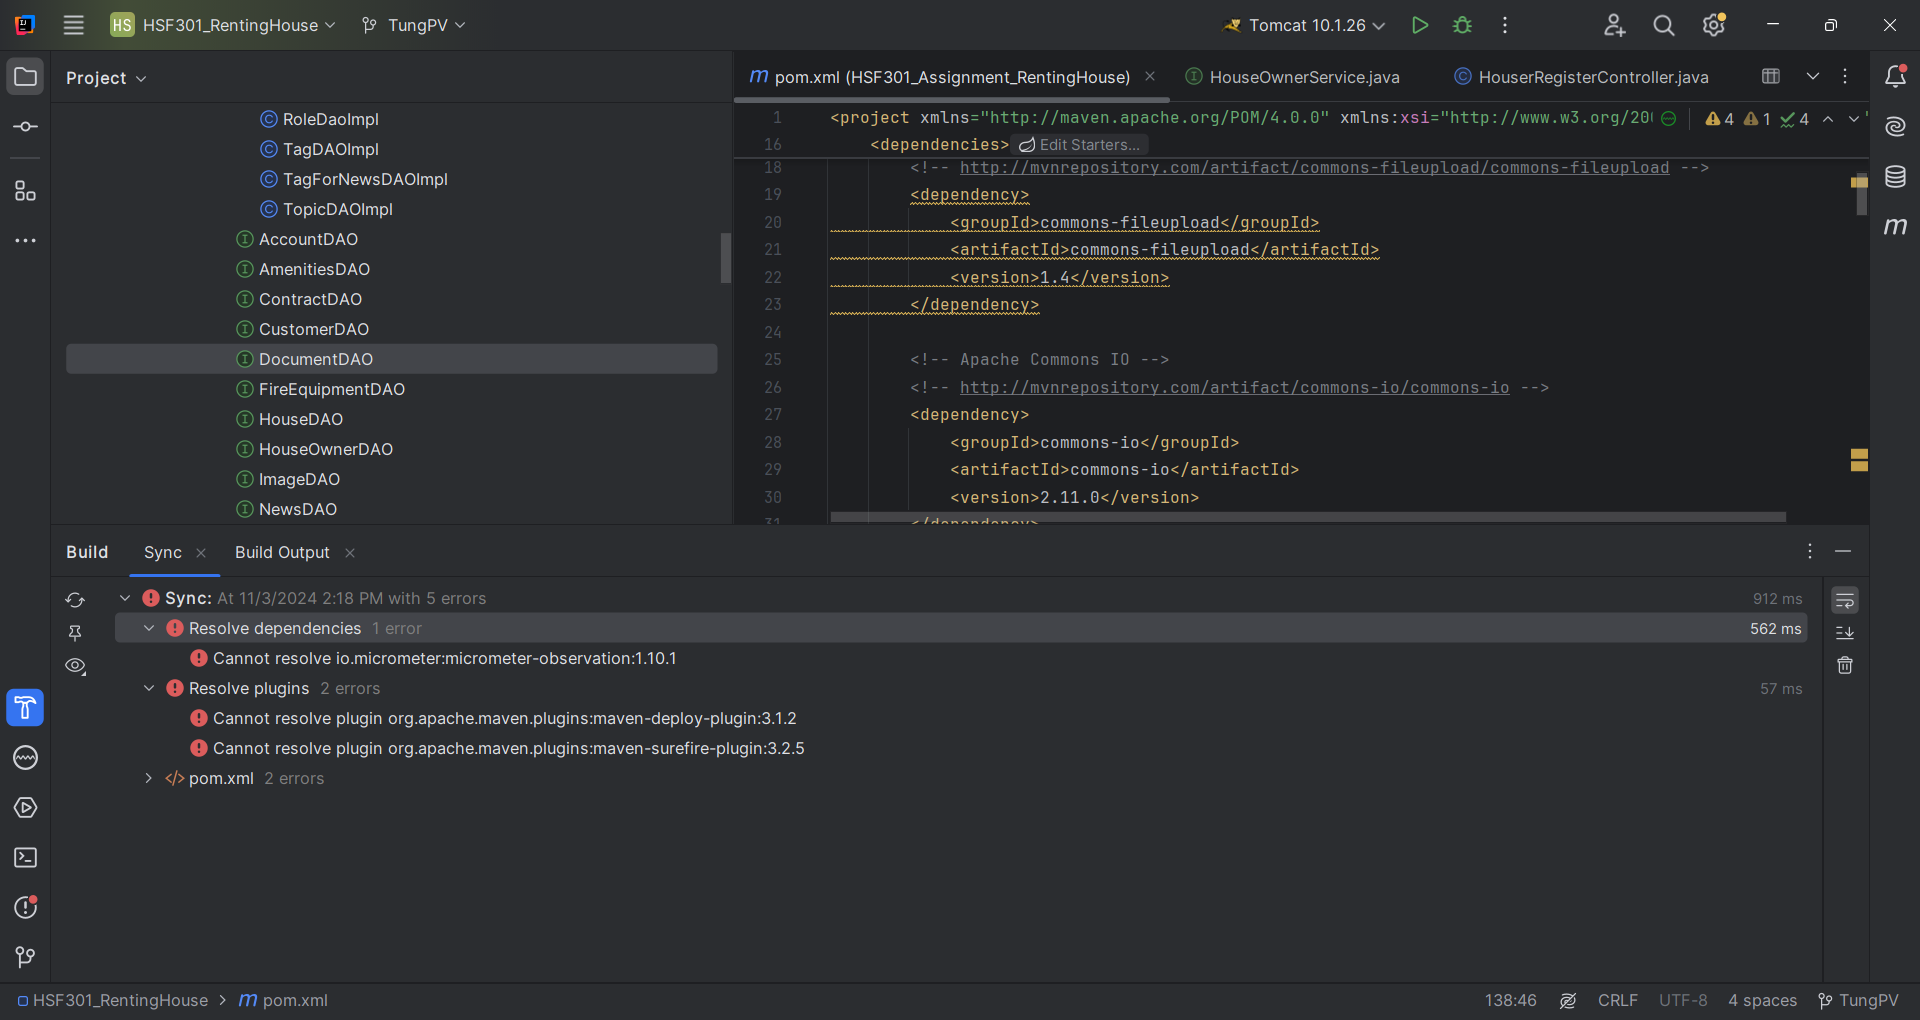 HS HSF301_RentingHouse TungPV Tomcat 10.1.26
Project
RoleDaoImpl
TagDAOImpl
TagForNewsDAOImpl
TopicDAOImpl
AccountDAO
AmenitiesDAO
ContractDAO
CustomerDAO
DocumentDAO
FireEquipmentDAO
HouseDAO
HouseOwnerDAO
ImageDAO
NewsDAO
pom.xml (HSF301_Assignment_RentingHouse) HouseOwnerService.java HouserRegisterController.java
1 <project xmlns="http://maven.apache.org/POM/4.0.0" xmlns:xsi="http://www.w3.org/20 4 1 4
16 <dependencies> Edit Starters...
18 <!-- http://mvnrepository.com/artifact/commons-fileupload/commons-fileupload -->
19 <dependency>
20 <groupId>commons-fileupload</groupId>
21 <artifactId>commons-fileupload</artifactId>
22 <version>1.4</version>
23 </dependency>
24
25 <!-- Apache Commons IO -->
26 <!-- http://mvnrepository.com/artifact/commons-io/commons-io -->
27 <dependency>
28 <groupId>commons-io</groupId>
29 <artifactId>commons-io</artifactId>
30 <version>2.11.0</version>
31 </dependency>
Build Sync Build Output
Sync: At 11/3/2024 2:18 PM with 5 errors 912 ms
Resolve dependencies 1 error 562 ms
Cannot resolve io.micrometer:micrometer-observation:1.10.1
Resolve plugins 2 errors 57 ms
Cannot resolve plugin org.apache.maven.plugins:maven-deploy-plugin:3.1.2
Cannot resolve plugin org.apache.maven.plugins:maven-surefire-plugin:3.2.5
pom.xml 2 errors
HSF301_RentingHouse > pom.xml 138:46 CRLF UTF-8 4 spaces TungPV